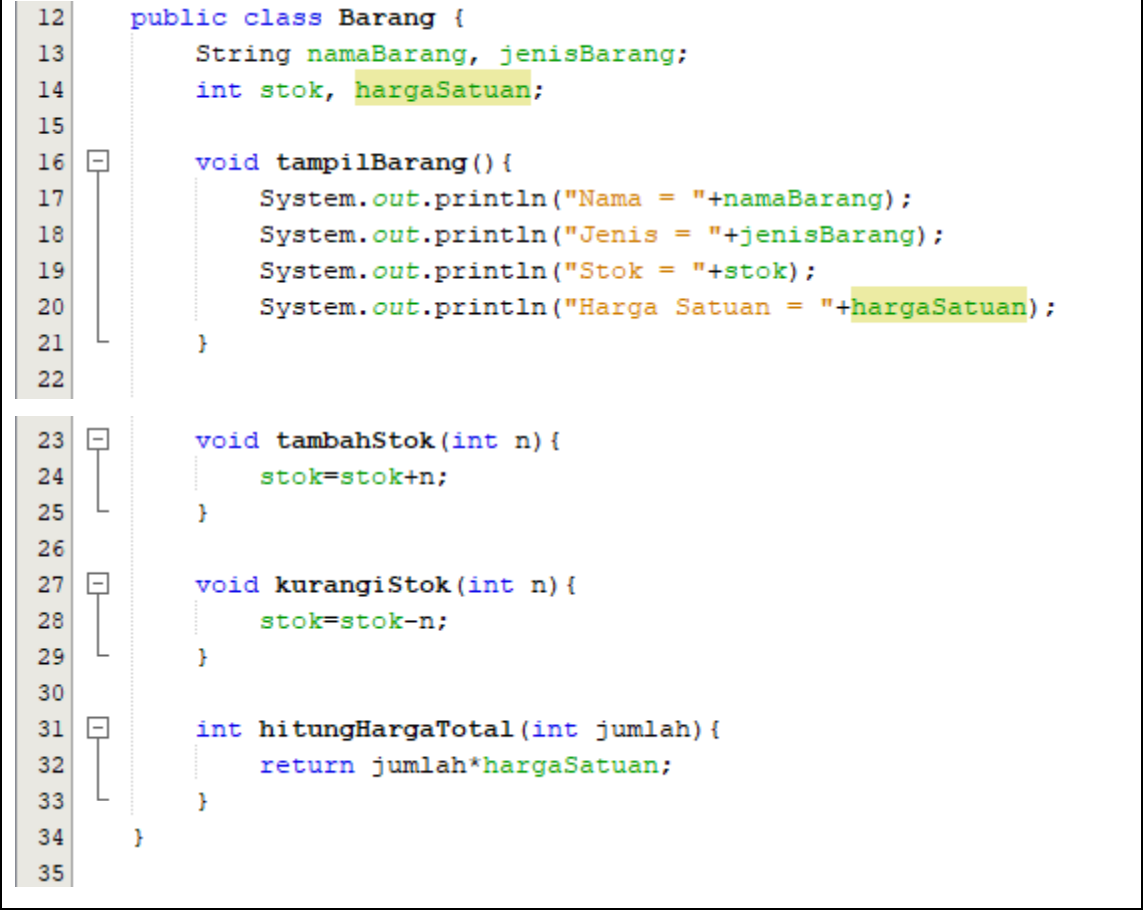 12 public class Barang {
13 String namaBarang, jenisBarang;
14 int stok, hargaSatuan;
15
16 void tampilBarang(){
17 System.out.println("Nama = "+namaBarang);
18 System.out.println("Jenis = "+jenisBarang);
19 System.out.println("Stok = "+stok);
20 System.out.println("Harga Satuan = "+hargaSatuan);
21 }
22
23 void tambahStok(int n){
24 stok=stok+n;
25 }
26
27 void kurangiStok(int n){
28 stok=stok-n;
29 }
30
31 int hitungHargaTotal(int jumlah){
32 return jumlah*hargaSatuan;
33 }
34 }
35